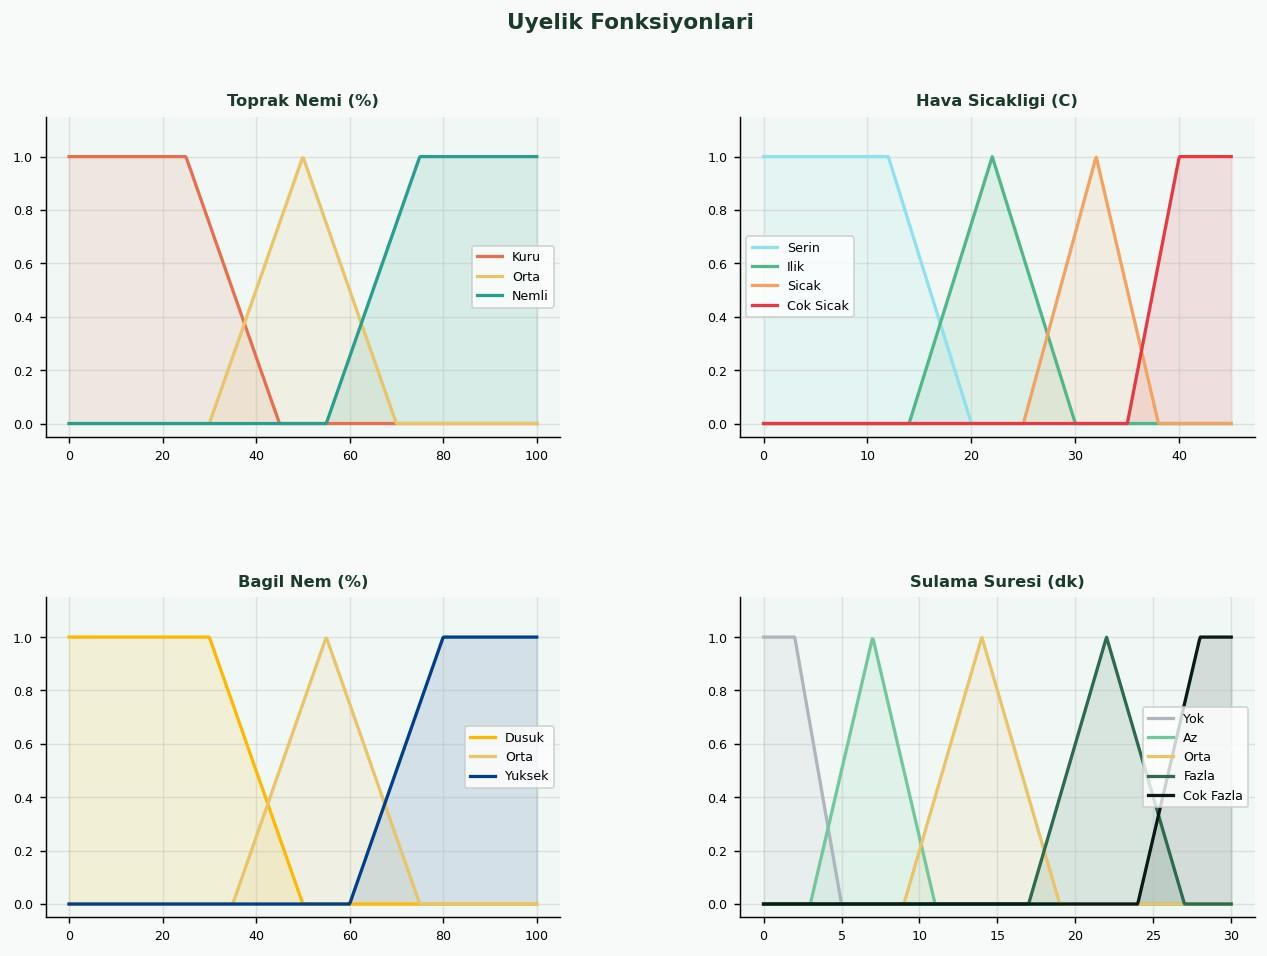 Uyelik Fonksiyonlari
Toprak Nemi (%)
1.0
0.8
0.6
0.4
0.2
0.0
0 20 40 60 80 100
Kuru
Orta
Nemli
Hava Sicakligi (C)
1.0
0.8
0.6
0.4
0.2
0.0
0 10 20 30 40
Serin
Ilik
Sicak
Cok Sicak
Bagil Nem (%)
1.0
0.8
0.6
0.4
0.2
0.0
0 20 40 60 80 100
Dusuk
Orta
Yuksek
Sulama Suresi (dk)
1.0
0.8
0.6
0.4
0.2
0.0
0 5 10 15 20 25 30
Yok
Az
Orta
Fazla
Cok Fazla